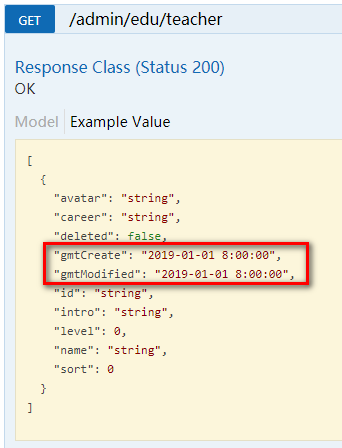 GET /admin/edu/teacher
Response Class (Status 200)
OK
Model Example Value
[
{
"avatar": "string",
"career": "string",
"deleted": false,
"gmtCreate": "2019-01-01 8:00:00",
"gmtModified": "2019-01-01 8:00:00",
"id": "string",
"intro": "string",
"level": 0,
"name": "string",
"sort": 0
}
]